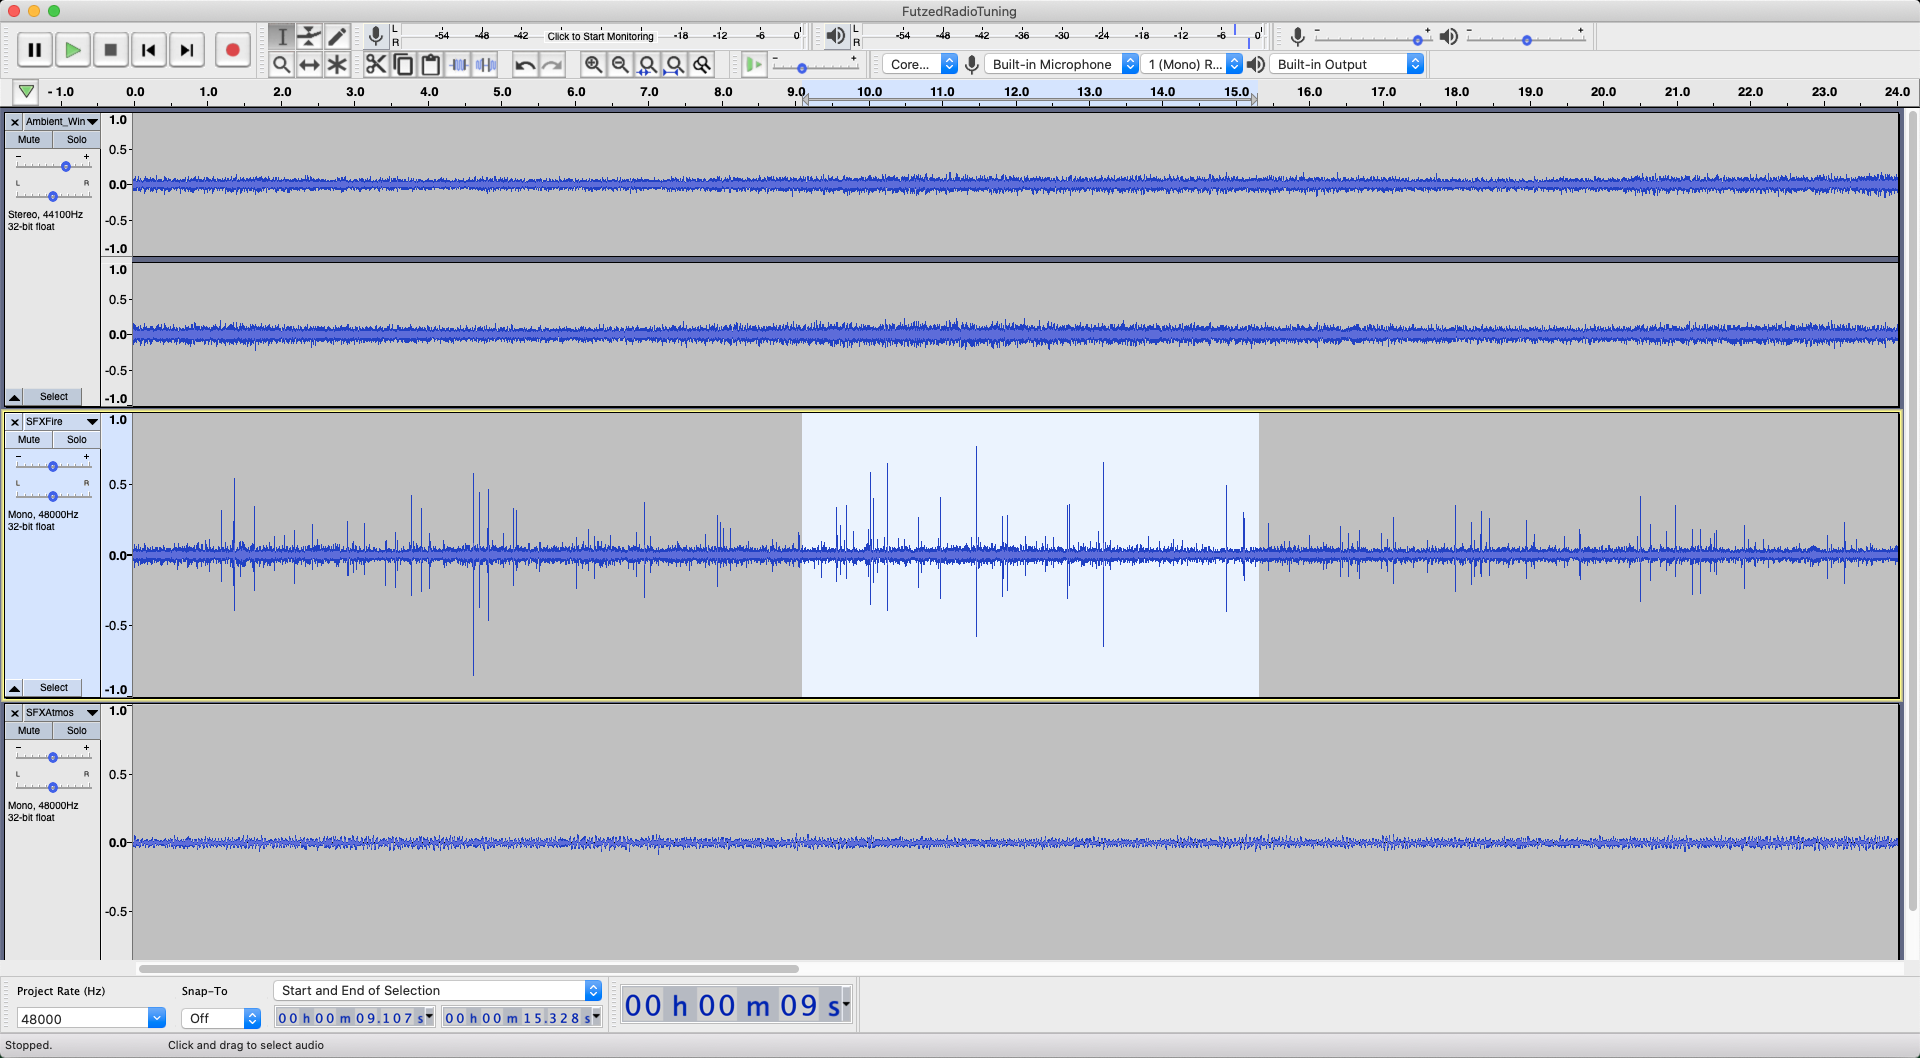 FutzedRadioTuning
L
R
-54 -48 -42 Click to Start Monitoring -18 -12 -6 0
L
R
-54 -48 -42 -36 -30 -24 -18 -12 -6 0
- +
- +
- +
Core...
Built-in Microphone
1 (Mono) R...
Built-in Output
- 1.0 0.0 1.0 2.0 3.0 4.0 5.0 6.0 7.0 8.0 9.0 10.0 11.0 12.0 13.0 14.0 15.0 16.0 17.0 18.0 19.0 20.0 21.0 22.0 23.0 24.0
Ambient_Win
Mute Solo
- +
L R
Stereo, 44100Hz
32-bit float
Select
1.0
0.5-
0.0-
-0.5-
-1.0
1.0
0.5-
0.0-
-0.5-
-1.0
SFXFire
Mute Solo
- +
L R
Mono, 48000Hz
32-bit float
Select
1.0
0.5-
0.0-
-0.5-
-1.0
SFXAtmos
Mute Solo
- +
L R
Mono, 48000Hz
32-bit float
1.0
0.5-
0.0-
-0.5-
Project Rate (Hz)
Snap-To
Start and End of Selection
48000
Off
00 h 00 m 09.107 s
00 h 00 m 15.328 s
00 h 00 m 09 s
Stopped.
Click and drag to select audio